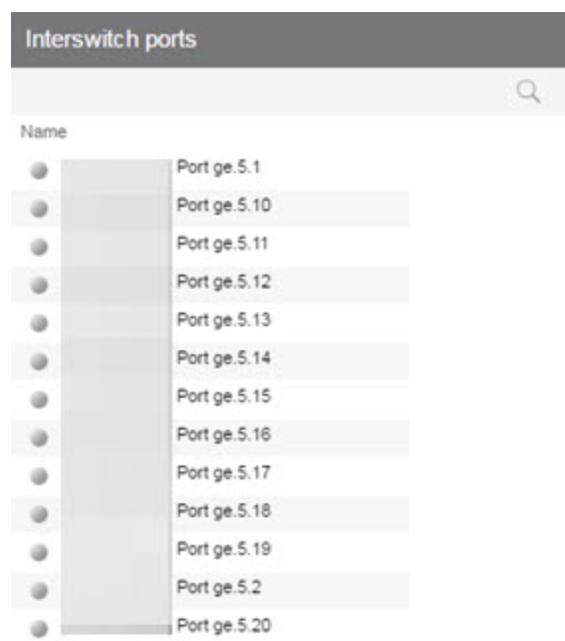 Interswitch ports
Name
Port ge.5.1
Port ge.5.10
Port ge.5.11
Port ge.5.12
Port ge.5.13
Port ge.5.14
Port ge.5.15
Port ge.5.16
Port ge.5.17
Port ge.5.18
Port ge.5.19
Port ge.5.2
Port ge.5.20